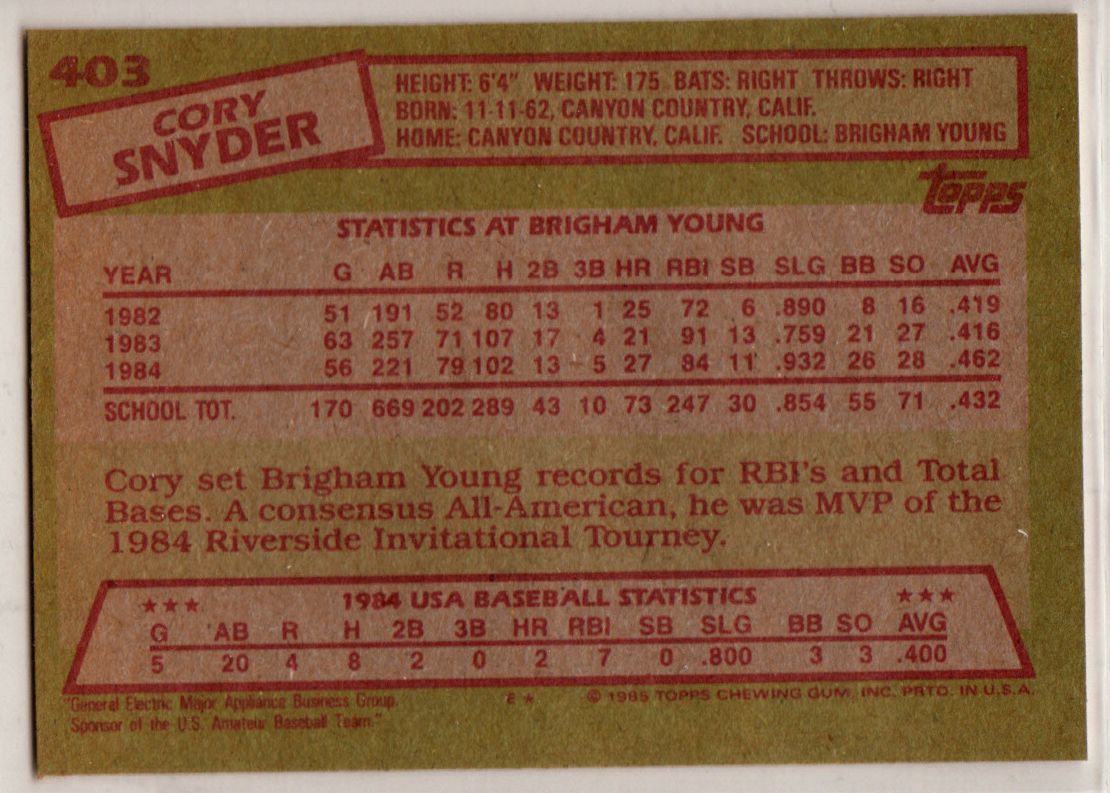 403
CORY
SNYDER
HEIGHT: 6'4" WEIGHT: 175 BATS: RIGHT THROWS: RIGHT
BORN: 11-11-62, CANYON COUNTRY, CALIF.
HOME: CANYON COUNTRY, CALIF. SCHOOL: BRIGHAM YOUNG
topps
STATISTICS AT BRIGHAM YOUNG
YEAR G AB R H 2B 3B HR RBI SB SLG BB SO AVG
1982 51 191 52 80 13 1 25 72 6 .890 8 16 .419
1983 63 257 71 107 17 4 21 91 13 .759 21 27 .416
1984 56 221 79 102 13 5 27 84 11 .932 26 28 .462
SCHOOL TOT. 170 669 202 289 43 10 73 247 30 .854 55 71 .432
Cory set Brigham Young records for RBI's and Total
Bases. A consensus All-American, he was MVP of the
1984 Riverside Invitational Tourney.
★★★ 1984 USA BASEBALL STATISTICS ★★★
G AB R H 2B 3B HR RBI SB SLG BB SO AVG
5 20 4 8 2 0 2 7 0 .800 3 3 .400
"General Electric Major Appliance Business Group.
Sponsor of the U.S. Amateur Baseball Team."
★ © 1985 TOPPS CHEWING GUM, INC. PRTD. IN U.S.A.